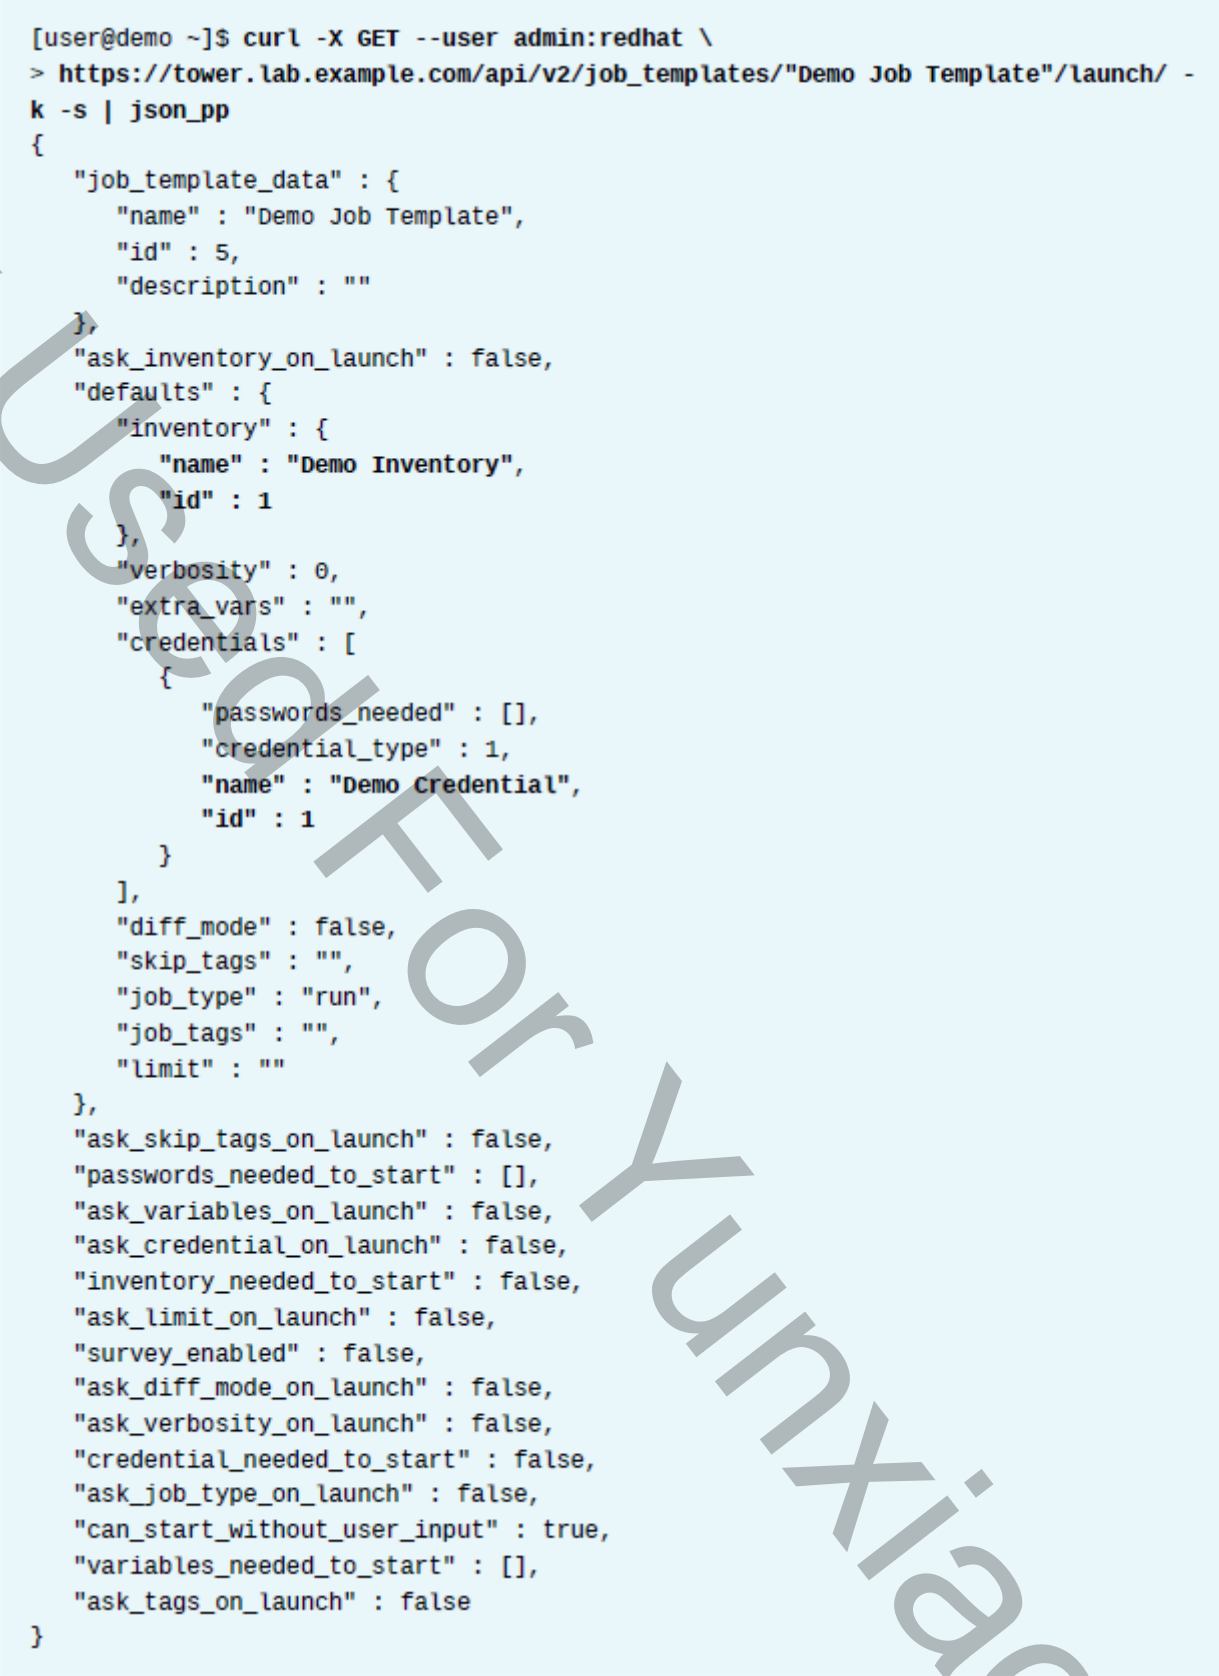 [user@demo ~]$ curl -X GET --user admin:redhat \
> https://tower.lab.example.com/api/v2/job_templates/"Demo Job Template"/launch/ -
k -s | json_pp
{
   "job_template_data" : {
      "name" : "Demo Job Template",
      "id" : 5,
      "description" : ""
   },
   "ask_inventory_on_launch" : false,
   "defaults" : {
      "inventory" : {
         "name" : "Demo Inventory",
         "id" : 1
      },
      "verbosity" : 0,
      "extra_vars" : "",
      "credentials" : [
         {
            "passwords_needed" : [],
            "credential_type" : 1,
            "name" : "Demo Credential",
            "id" : 1
         }
      ],
      "diff_mode" : false,
      "skip_tags" : "",
      "job_type" : "run",
      "job_tags" : "",
      "limit" : ""
   },
   "ask_skip_tags_on_launch" : false,
   "passwords_needed_to_start" : [],
   "ask_variables_on_launch" : false,
   "ask_credential_on_launch" : false,
   "inventory_needed_to_start" : false,
   "ask_limit_on_launch" : false,
   "survey_enabled" : false,
   "ask_diff_mode_on_launch" : false,
   "ask_verbosity_on_launch" : false,
   "credential_needed_to_start" : false,
   "ask_job_type_on_launch" : false,
   "can_start_without_user_input" : true,
   "variables_needed_to_start" : [],
   "ask_tags_on_launch" : false
}
Used For